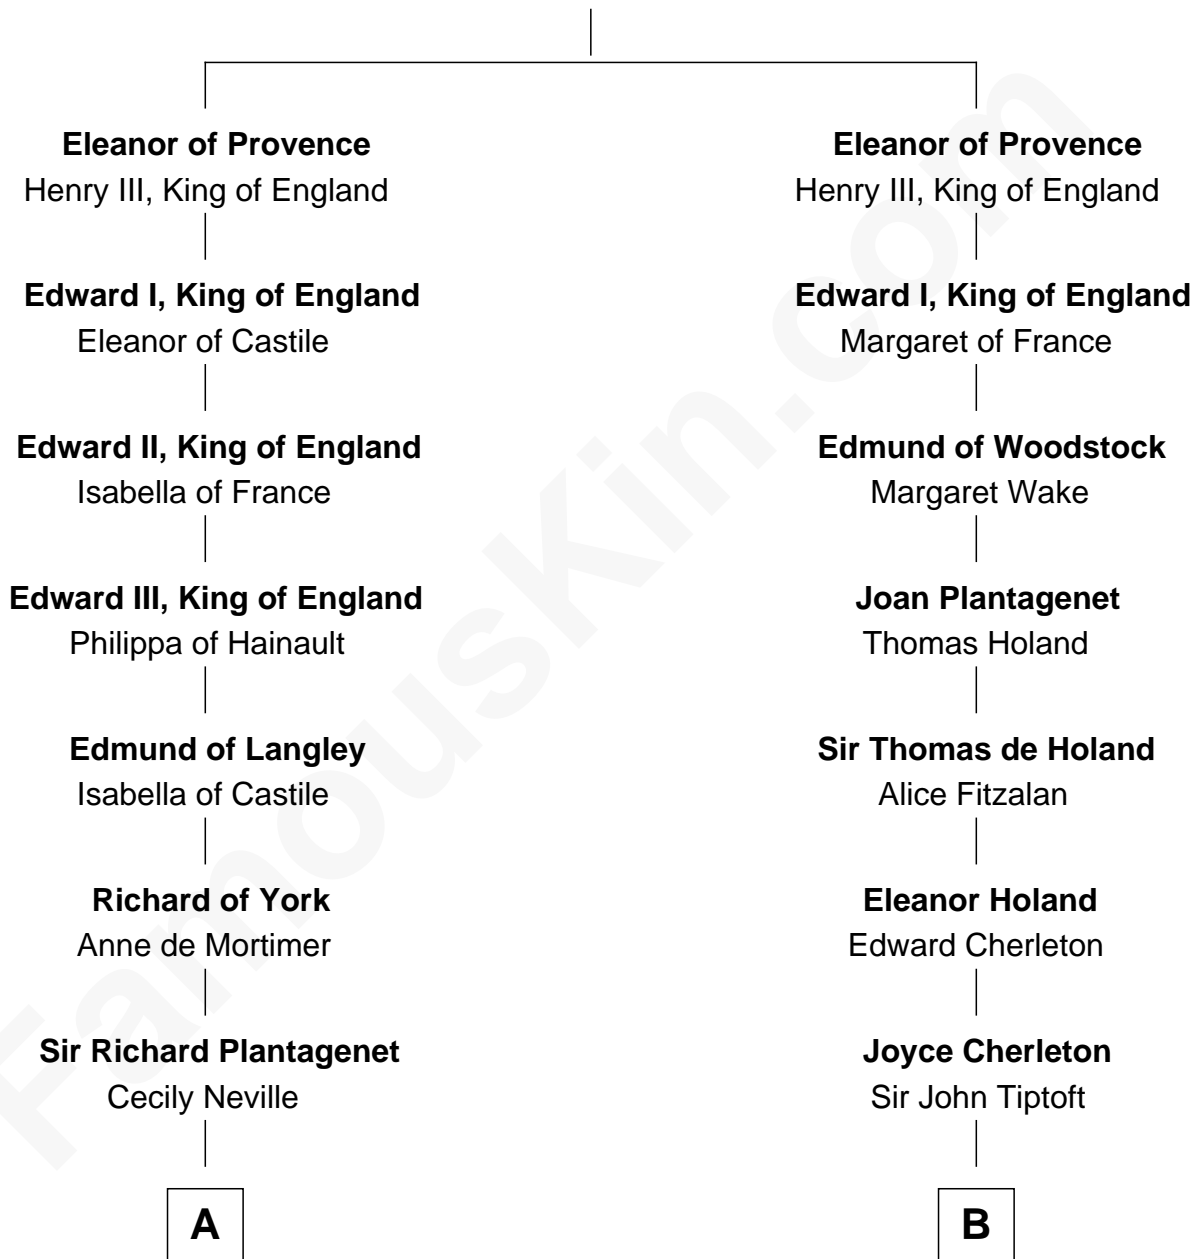 Eleanor of Provence
Henry III, King of England
Edward I, King of England
Eleanor of Castile
Edward II, King of England
Isabella of France
Edward III, King of England
Philippa of Hainault
Edmund of Langley
Isabella of Castile
Richard of York
Anne de Mortimer
Sir Richard Plantagenet
Cecily Neville
A
Eleanor of Provence
Henry III, King of England
Edward I, King of England
Margaret of France
Edmund of Woodstock
Margaret Wake
Joan Plantagenet
Thomas Holand
Sir Thomas de Holand
Alice Fitzalan
Eleanor Holand
Edward Cherleton
Joyce Cherleton
Sir John Tiptoft
B
FamousKin.com